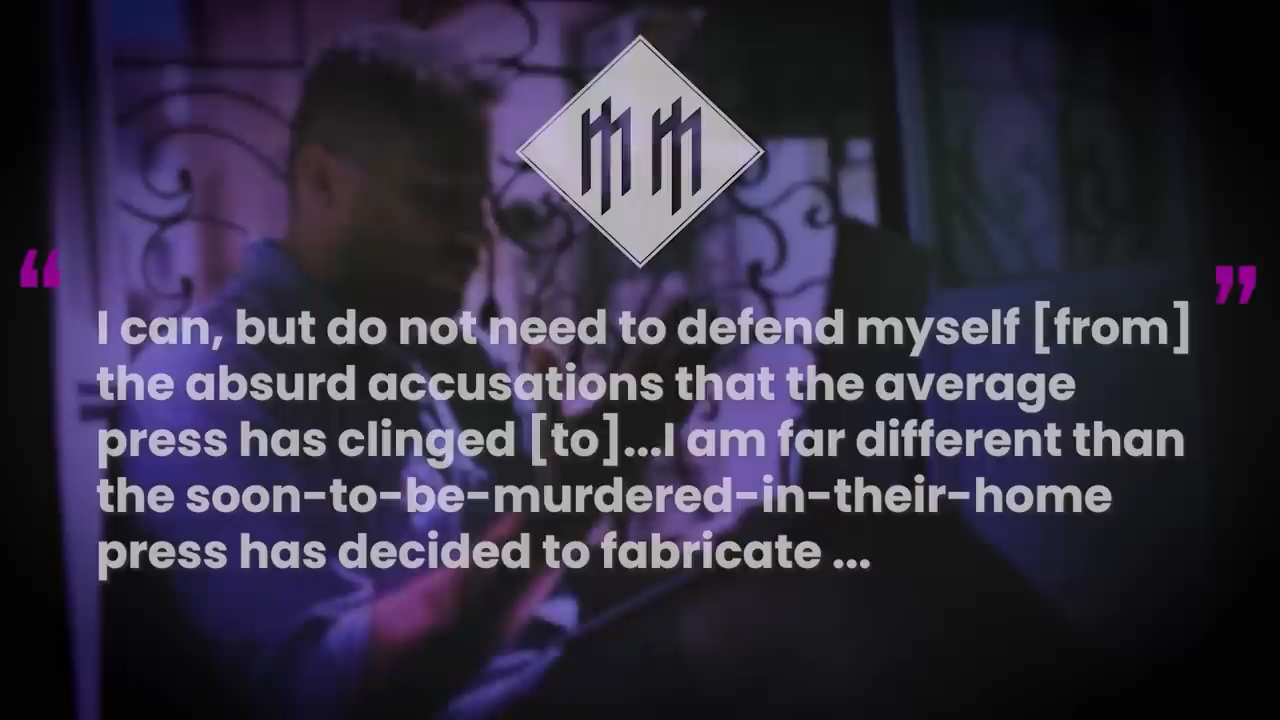 “
”
I can, but do not need to defend myself [from]
the absurd accusations that the average
press has clinged [to]...I am far different than
the soon-to-be-murdered-in-their-home
press has decided to fabricate ...